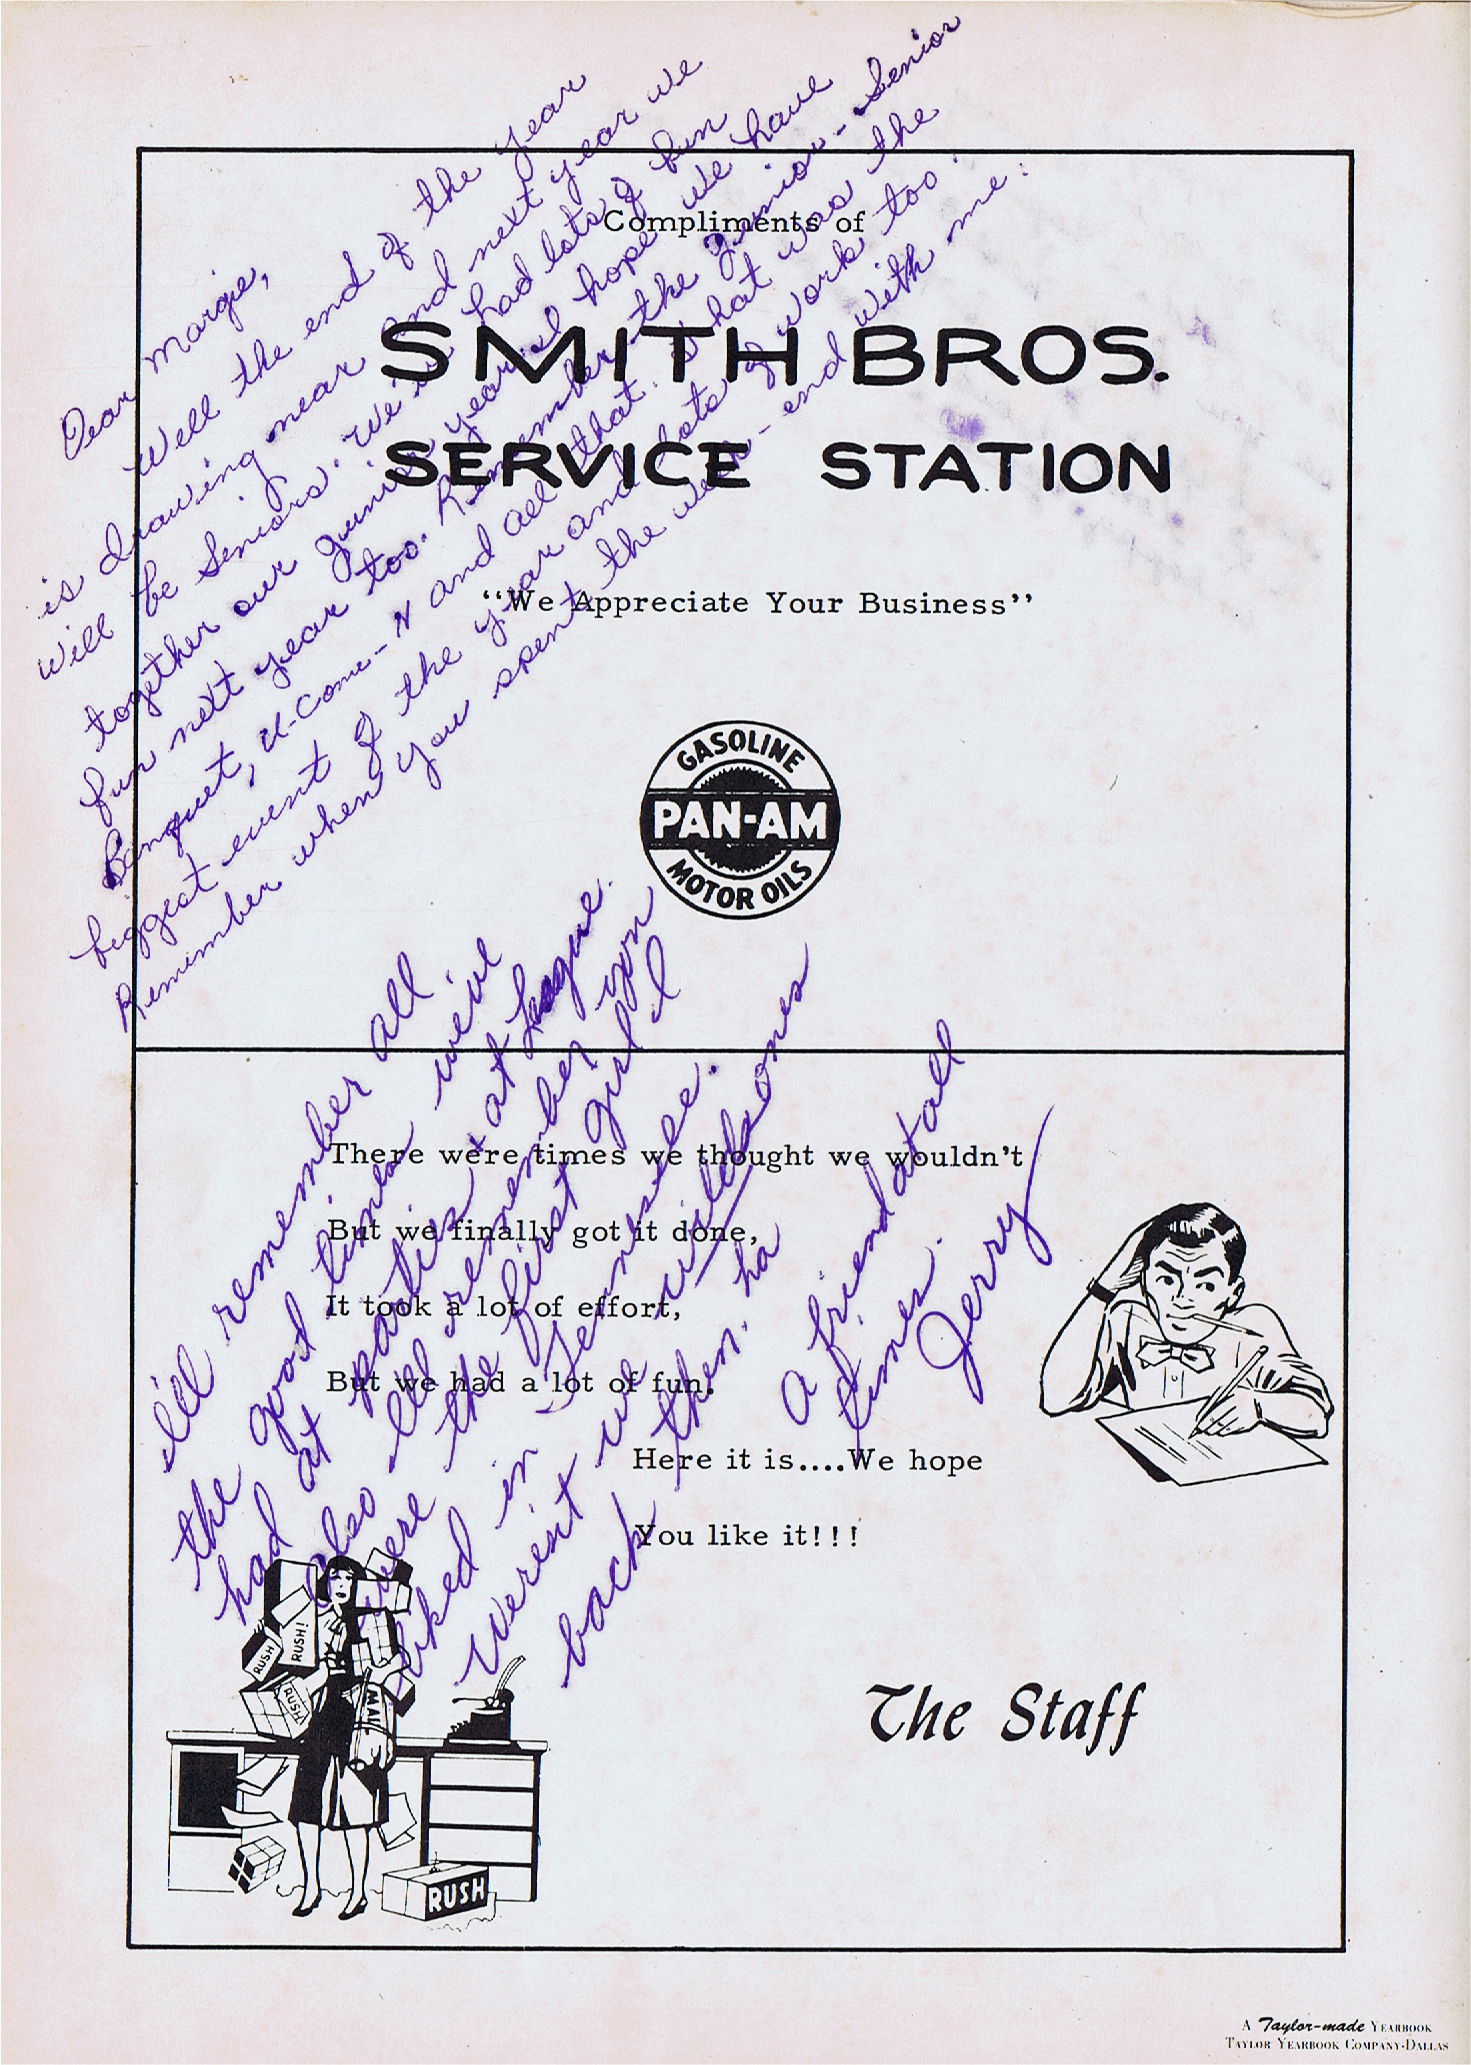 Compliments of
SMITH BROS.
SERVICE STATION
“We Appreciate Your Business”
GASOLINE
PAN-AM
MOTOR OILS
Dear Margie,
Well the end of the year
is drawing near and next year we
will be Seniors. We've had lots of fun
together our junior year. I hope we have
fun next year too. Remember the Junior-Senior
Banquet, U-Come-N and all that. That was the
biggest event of the year and lots of work too.
Remember when you spent the week-end with me.
I'll remember all
the good times we've
had at parties & at League.
also I'll remember you
were the first girl I
liked in Tennessee.
Weren't we wild ones
back then. ha
A friend at all
times.
Jerry
There were times we thought we wouldn't
But we finally got it done,
It took a lot of effort,
But we had a lot of fun.
Here it is....We hope
You like it!!!
RUSH
RUSH!
RUSH
MAIL
RUSH
The Staff
A Taylor-made YEARBOOK
TAYLOR YEARBOOK COMPANY-DALLAS